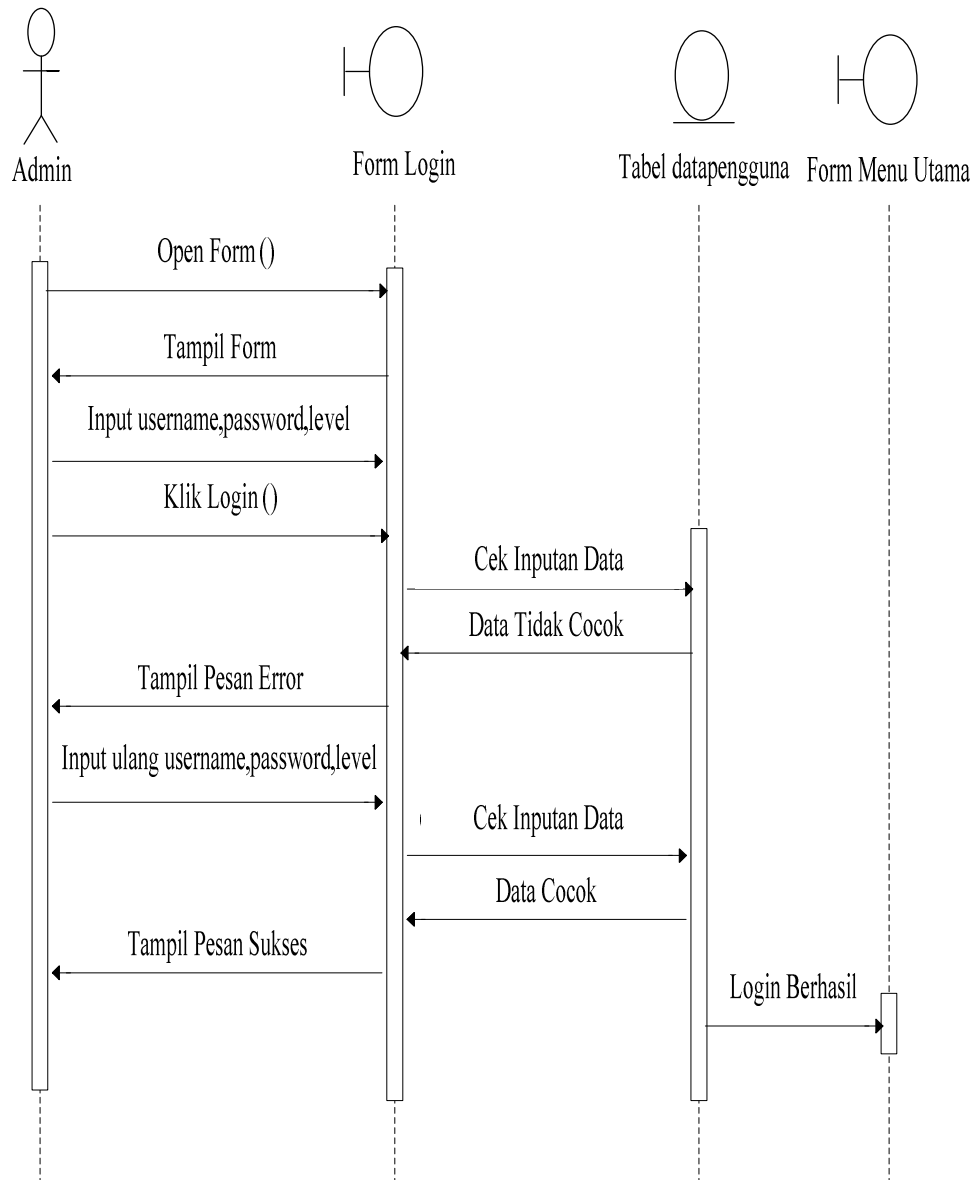 Admin
Form Login
Tabel datapengguna
Form Menu Utama
Open Form ()
Tampil Form
Input username,password,level
Klik Login ()
Cek Inputan Data
Data Tidak Cocok
Tampil Pesan Error
Input ulang username,password,level
Cek Inputan Data
Data Cocok
Tampil Pesan Sukses
Login Berhasil